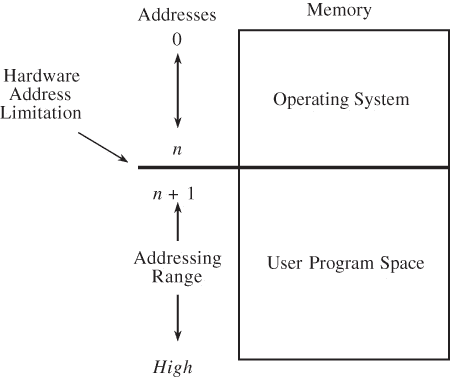 Addresses
Memory
0
Hardware
Address
Limitation
Operating System
n
n + 1
Addressing
Range
User Program Space
High